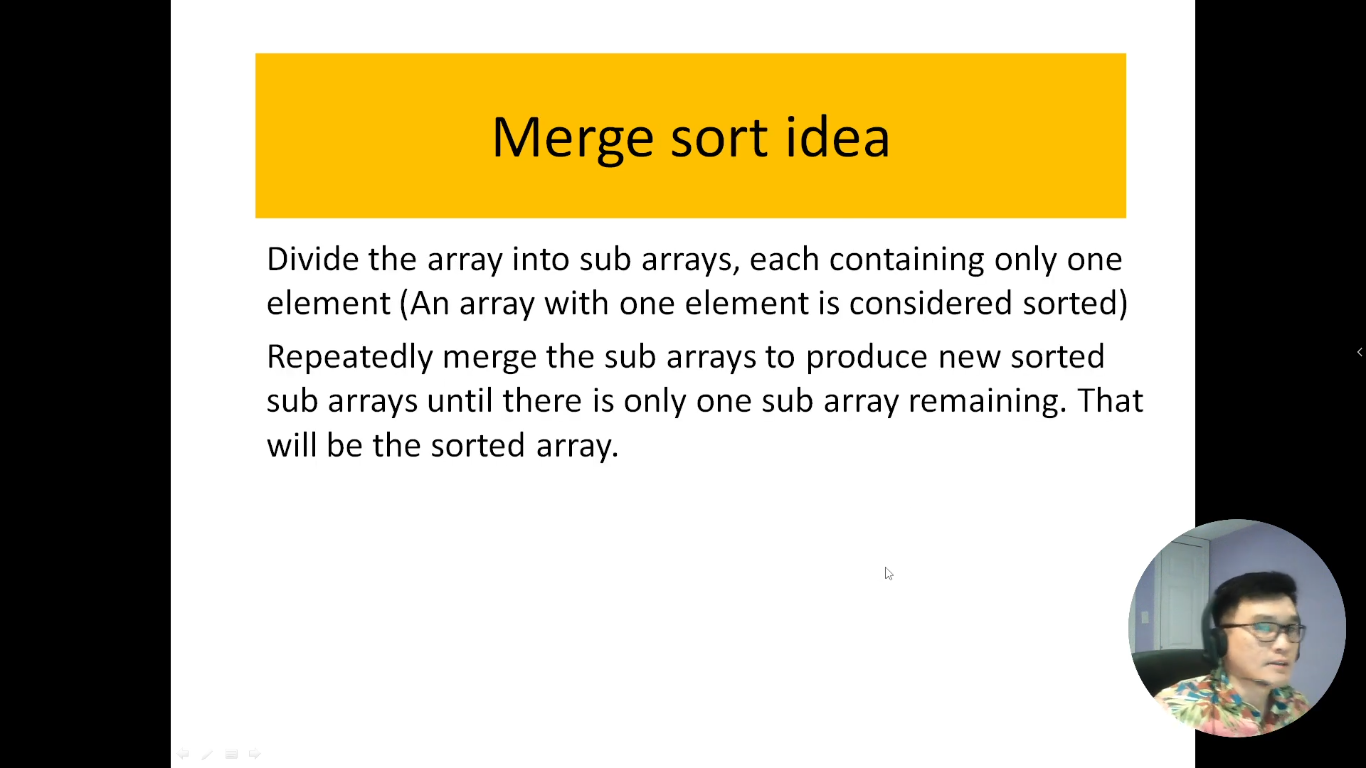 Merge sort idea
Divide the array into sub arrays, each containing only one
element (An array with one element is considered sorted)
Repeatedly merge the sub arrays to produce new sorted
sub arrays until there is only one sub array remaining. That
will be the sorted array.